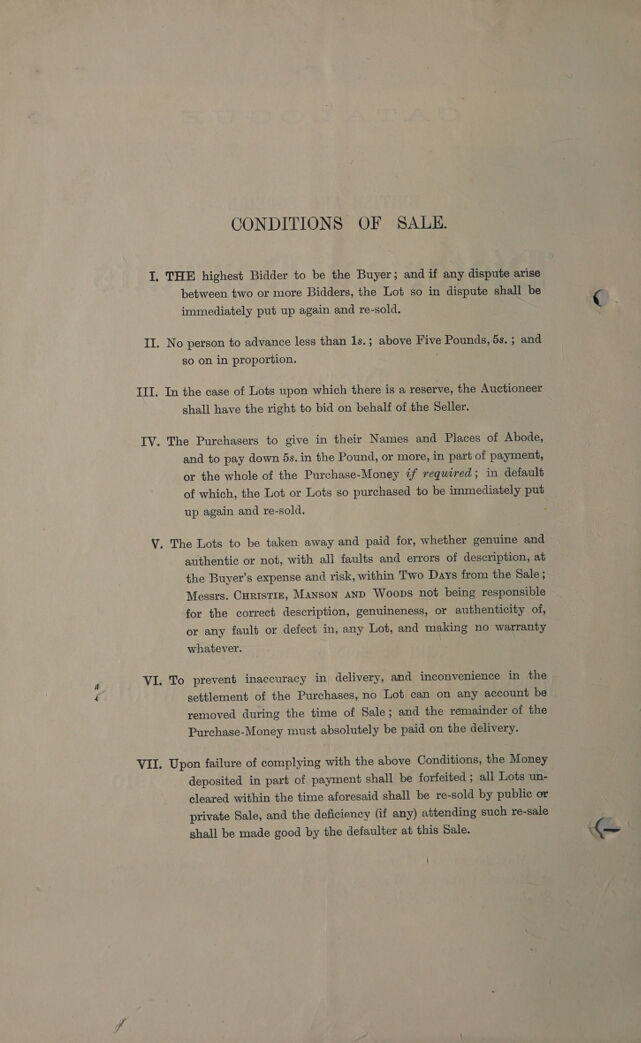 CONDITIONS OF SALE.
I. THE highest Bidder to be the Buyer; and if any dispute arise
between two or more Bidders, the Lot so in dispute shall be
immediately put up again and re-sold.
II. No person to advance less than 1s.; above Five Pounds, 5s.; and
so on in proportion.
III. In the case of Lots upon which there is a reserve, the Auctioneer
shall have the right to bid on behalf of the Seller.
IV. The Purchasers to give in their Names and Places of Abode,
and to pay down 5s. in the Pound, or more, in part of payment,
or the whole of the Purchase-Money if required; in default
of which, the Lot or Lots so purchased to be immediately put
up again and re-sold.
V. The Lots to be taken away and paid for, whether genuine and
authentic or not, with all faults and errors of description, at
the Buyer's expense and risk, within Two Days from the Sale;
Messrs. Christie, Manson and Woods not being responsible
for the correct description, genuineness, or authenticity of,
or any fault or defect in, any Lot, and making no warranty
whatever.
VI. To prevent inaccuracy in delivery, and inconvenience in the
settlement of the Purchases, no Lot can on any account be
removed during the time of Sale; and the remainder of the
Purchase-Money must absolutely be paid on the delivery.
VII. Upon failure of complying with the above Conditions, the Money
deposited in part of payment shall be forfeited; all Lots un-
cleared within the time aforesaid shall be re-sold by public or
private Sale, and the deficiency (if any) attending such re-sale
shall be made good by the defaulter at this Sale.